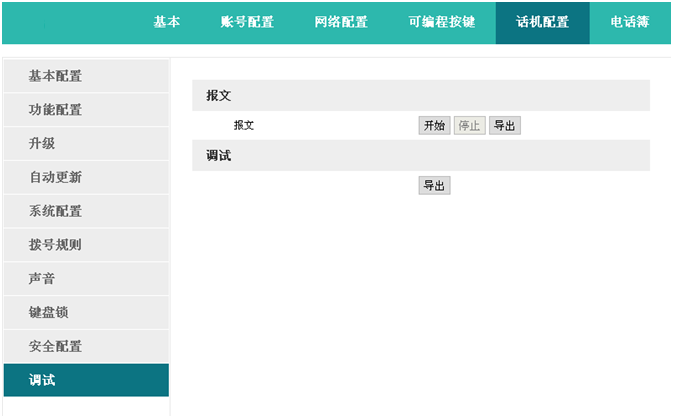 基本 账号配置 网络配置 可编程按键 话机配置 电话簿
基本配置
功能配置
升级
自动更新
系统配置
拨号规则
声音
键盘锁
安全配置
调试
报文
报文 开始 停止 导出
调试
导出